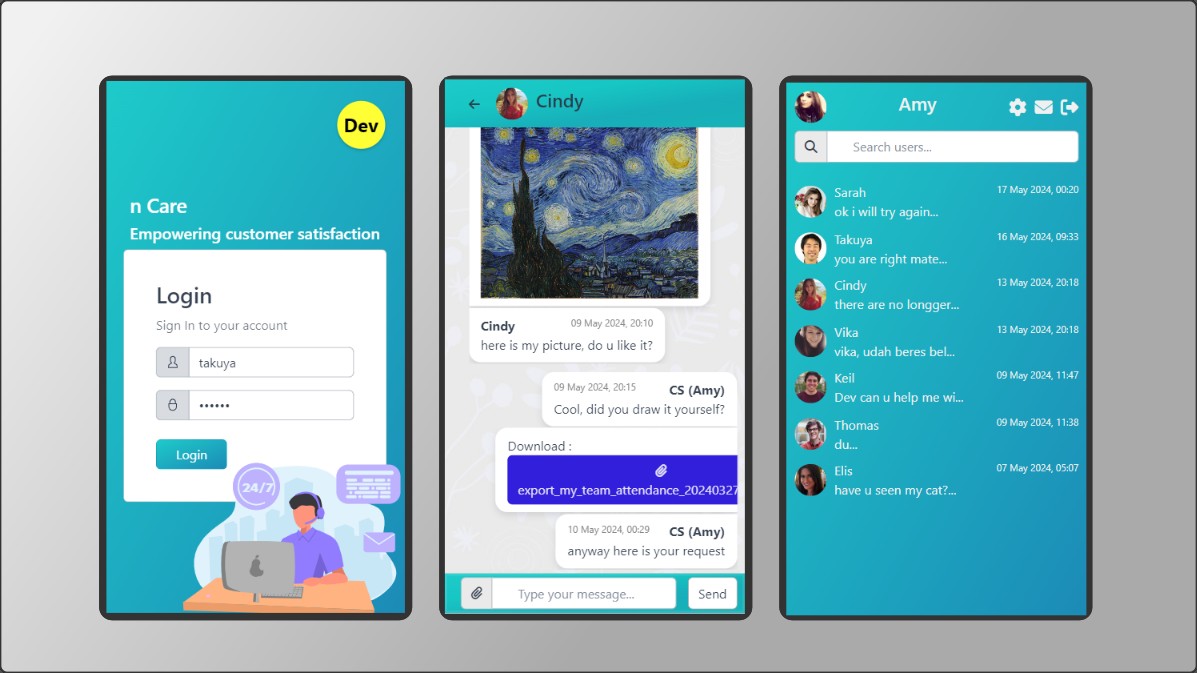 Dev
n Care
Empowering customer satisfaction
Login
Sign In to your account
takuya
••••••
Login
24/7
Cindy
Cindy 09 May 2024, 20:10
here is my picture, do u like it?
09 May 2024, 20:15 CS (Amy)
Cool, did you draw it yourself?
Download :
export_my_team_attendance_20240327
10 May 2024, 00:29 CS (Amy)
anyway here is your request
Type your message...
Send
Amy
Search users...
Sarah 17 May 2024, 00:20
ok i will try again...
Takuya 16 May 2024, 09:33
you are right mate...
Cindy 13 May 2024, 20:18
there are no longger...
Vika 13 May 2024, 20:18
vika, udah beres bel...
Keil 09 May 2024, 11:47
Dev can u help me wi...
Thomas 09 May 2024, 11:38
du...
Elis 07 May 2024, 05:07
have u seen my cat?...